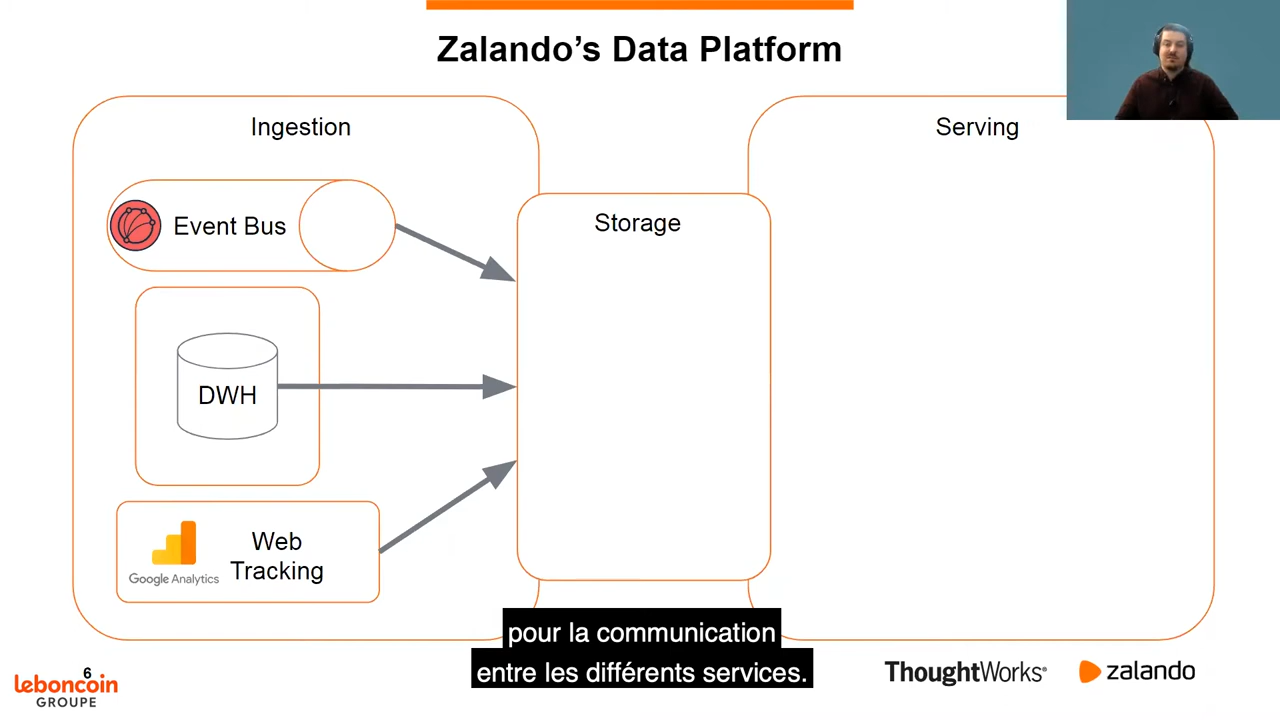 Zalando's Data Platform
Ingestion
Event Bus
DWH
Google Analytics
Web
Tracking
Storage
Serving
pour la communication
entre les différents services.
6
leboncoin
GROUPE
ThoughtWorks®
zalando